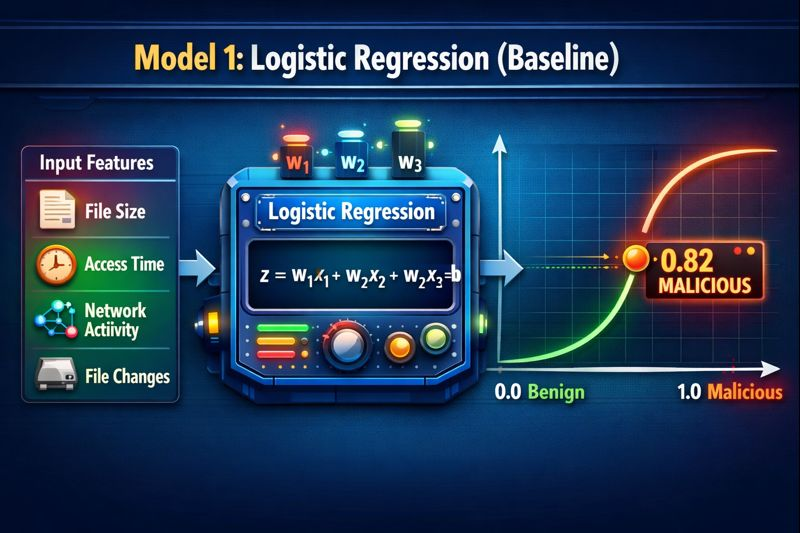 Model 1: Logistic Regression (Baseline)
Input Features
File Size
Access Time
Network
Activity
File Changes
W₁ W₂ W₃
Logistic Regression
z = w₁x₁ + w₂x₂ + w₂x₃=b
0.82
MALICIOUS
0.0 Benign
1.0 Malicious